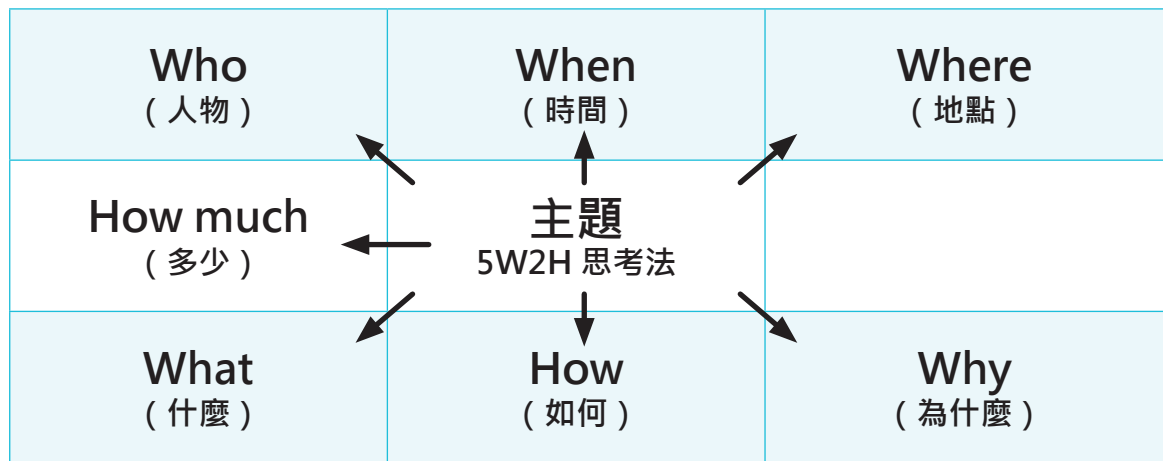 Who
（人物）
When
（時間）
Where
（地點）
How much
（多少）
主題
5W2H 思考法
What
（什麼）
How
（如何）
Why
（為什麼）